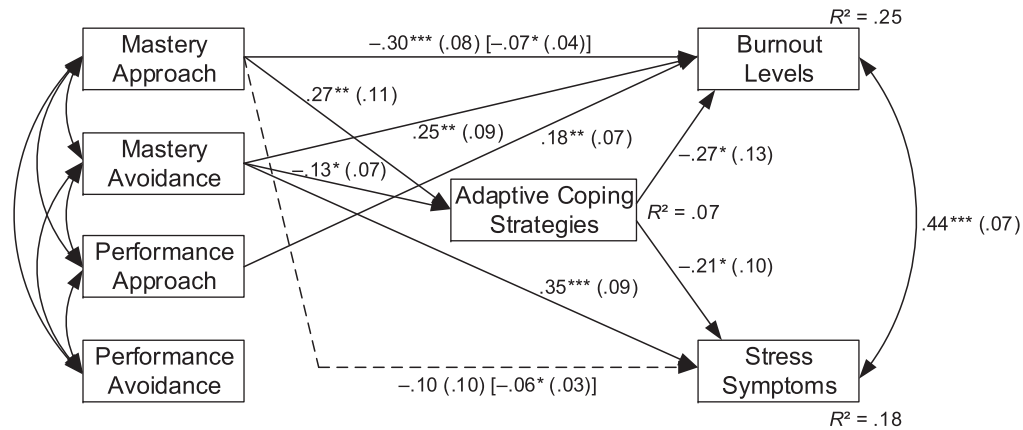 R² = .25
Mastery
Approach
–.30*** (.08) [–.07* (.04)]
Burnout
Levels
.27** (.11)
Mastery
Avoidance
.25** (.09)
.18** (.07)
–.13* (.07)
–.27* (.13)
Adaptive Coping
Strategies
R² = .07
.44*** (.07)
Performance
Approach
–.21* (.10)
.35*** (.09)
Performance
Avoidance
Stress
Symptoms
–.10 (.10) [–.06* (.03)]
R² = .18